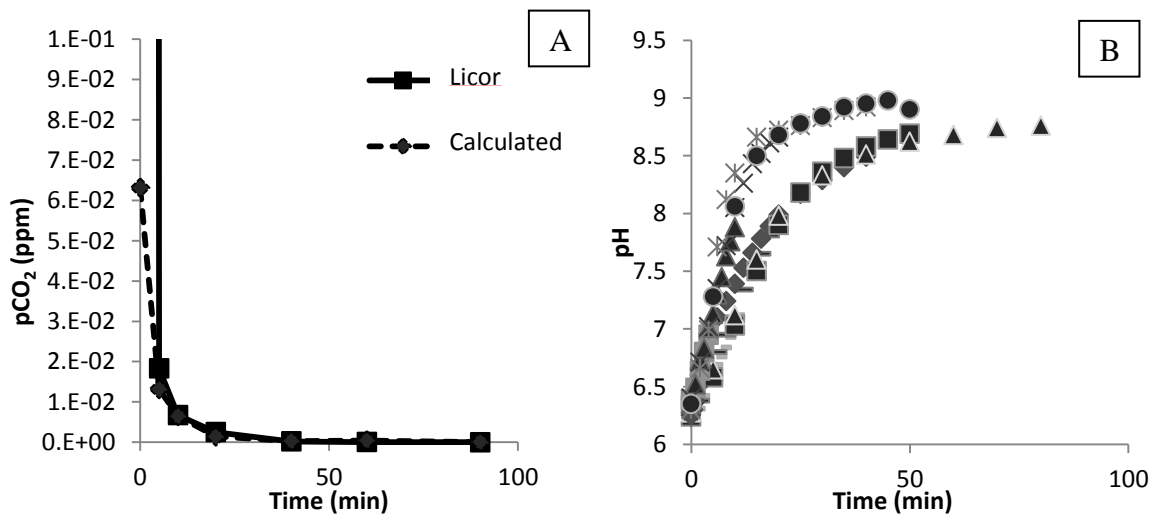 A
1.E-01
9.E-02
8.E-02
7.E-02
6.E-02
5.E-02
4.E-02
3.E-02
2.E-02
1.E-02
0.E+00
pCO₂ (ppm)
Licor
Calculated
0
50
100
Time (min)
B
9.5
9
8.5
8
7.5
7
6.5
6
pH
0
50
100
Time (min)